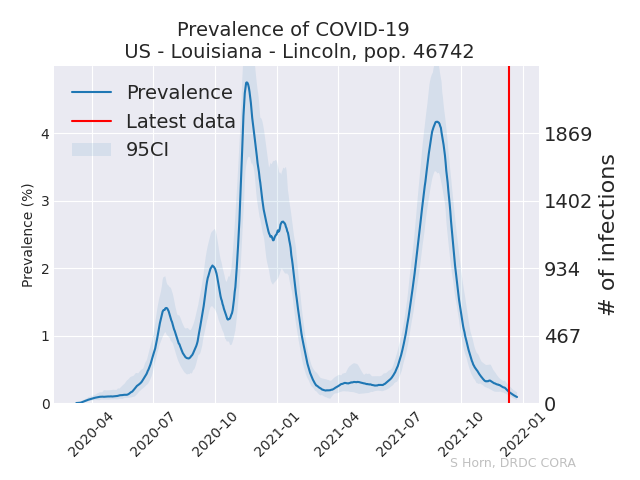 Prevalence of COVID-19
US - Louisiana - Lincoln, pop. 46742
Prevalence
Latest data
95CI
Prevalence (%)
4
3
2
1
0
1869
1402
934
467
0
# of infections
2020-04
2020-07
2020-10
2021-01
2021-04
2021-07
2021-10
2022-01
S Horn, DRDC CORA